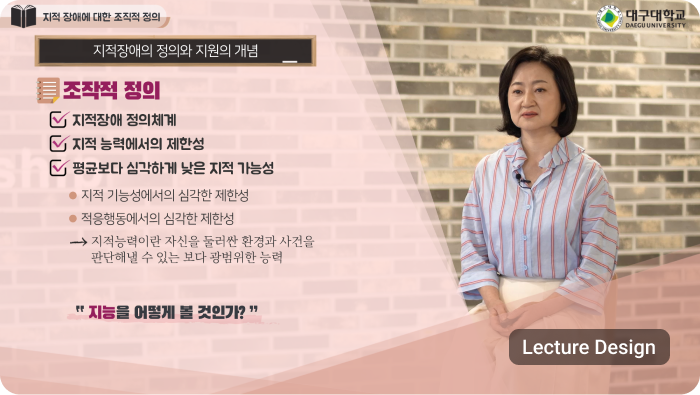 지적 장애에 대한 조직적 정의
대구대학교
DAEGU UNIVERSITY
지적장애의 정의와 지원의 개념
조작적 정의
지적장애 정의체계
지적 능력에서의 제한성
평균보다 심각하게 낮은 지적 가능성
지적 기능성에서의 심각한 제한성
적응행동에서의 심각한 제한성
→ 지적능력이란 자신을 둘러싼 환경과 사건을
판단해낼 수 있는 보다 광범위한 능력
“ 지능을 어떻게 볼 것인가? ”
Lecture Design